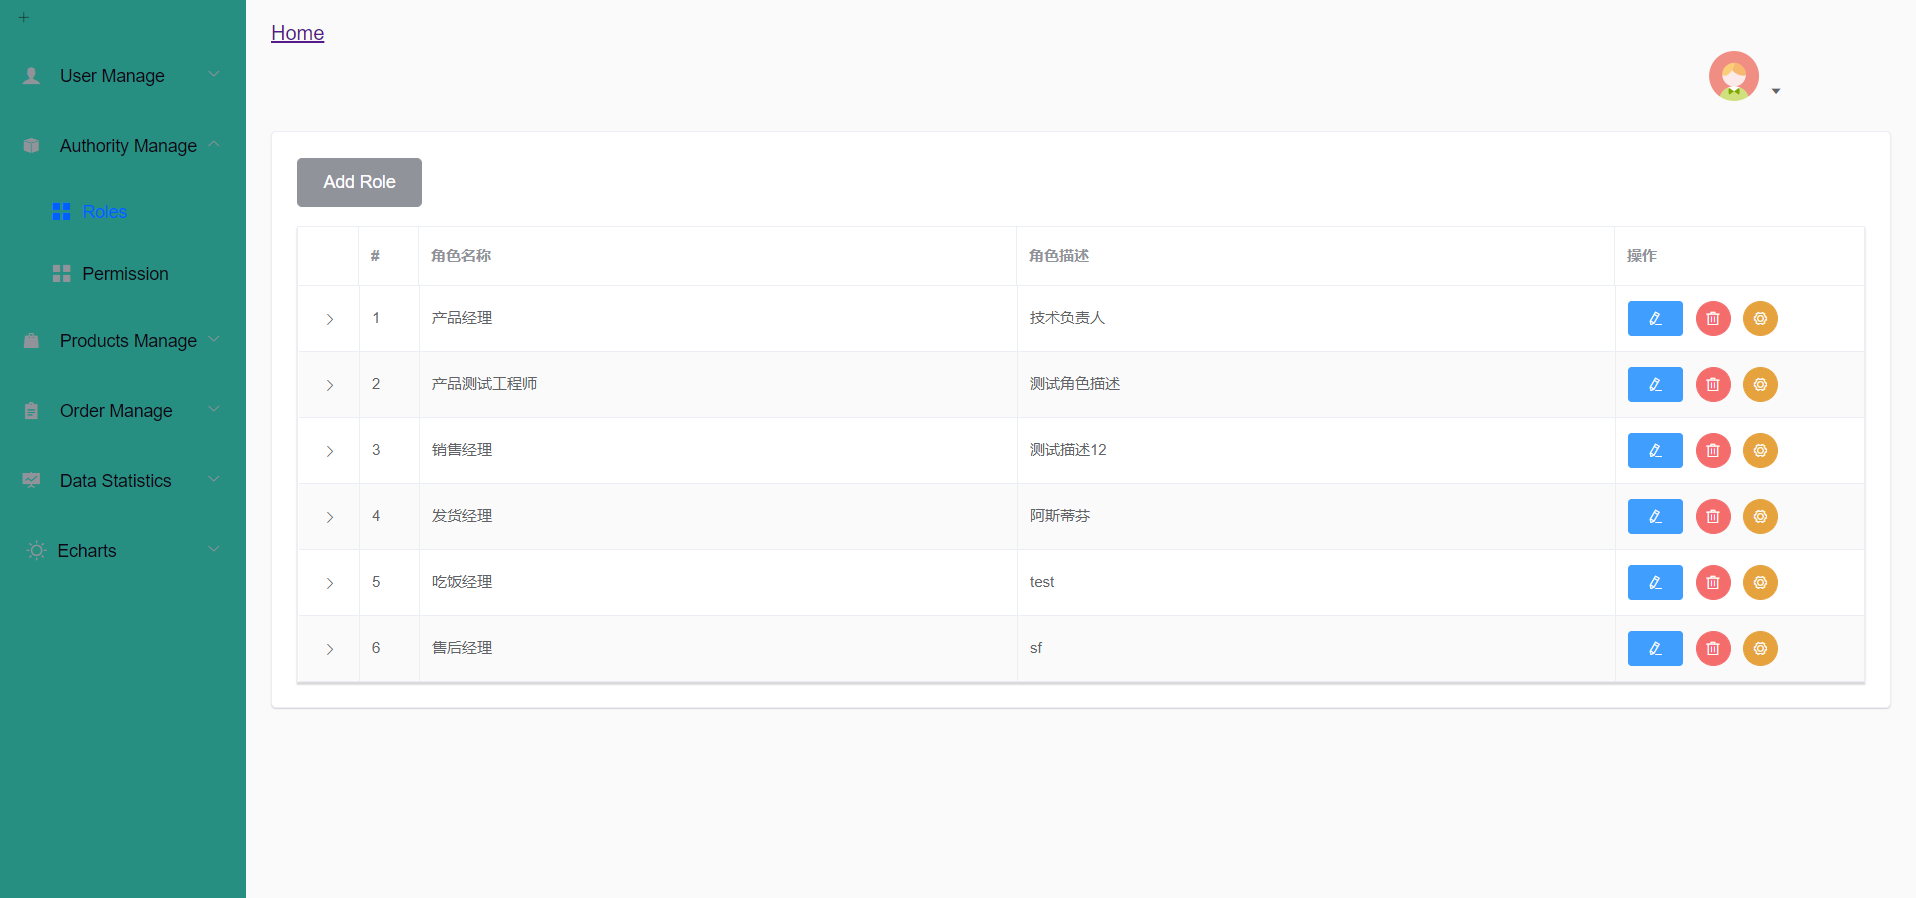 Home
User Manage
Authority Manage
Roles
Permission
Products Manage
Order Manage
Data Statistics
Echarts
Add Role
# 角色名称 角色描述 操作
1 产品经理 技术负责人
2 产品测试工程师 测试角色描述
3 销售经理 测试描述12
4 发货经理 阿斯蒂芬
5 吃饭经理 test
6 售后经理 sf